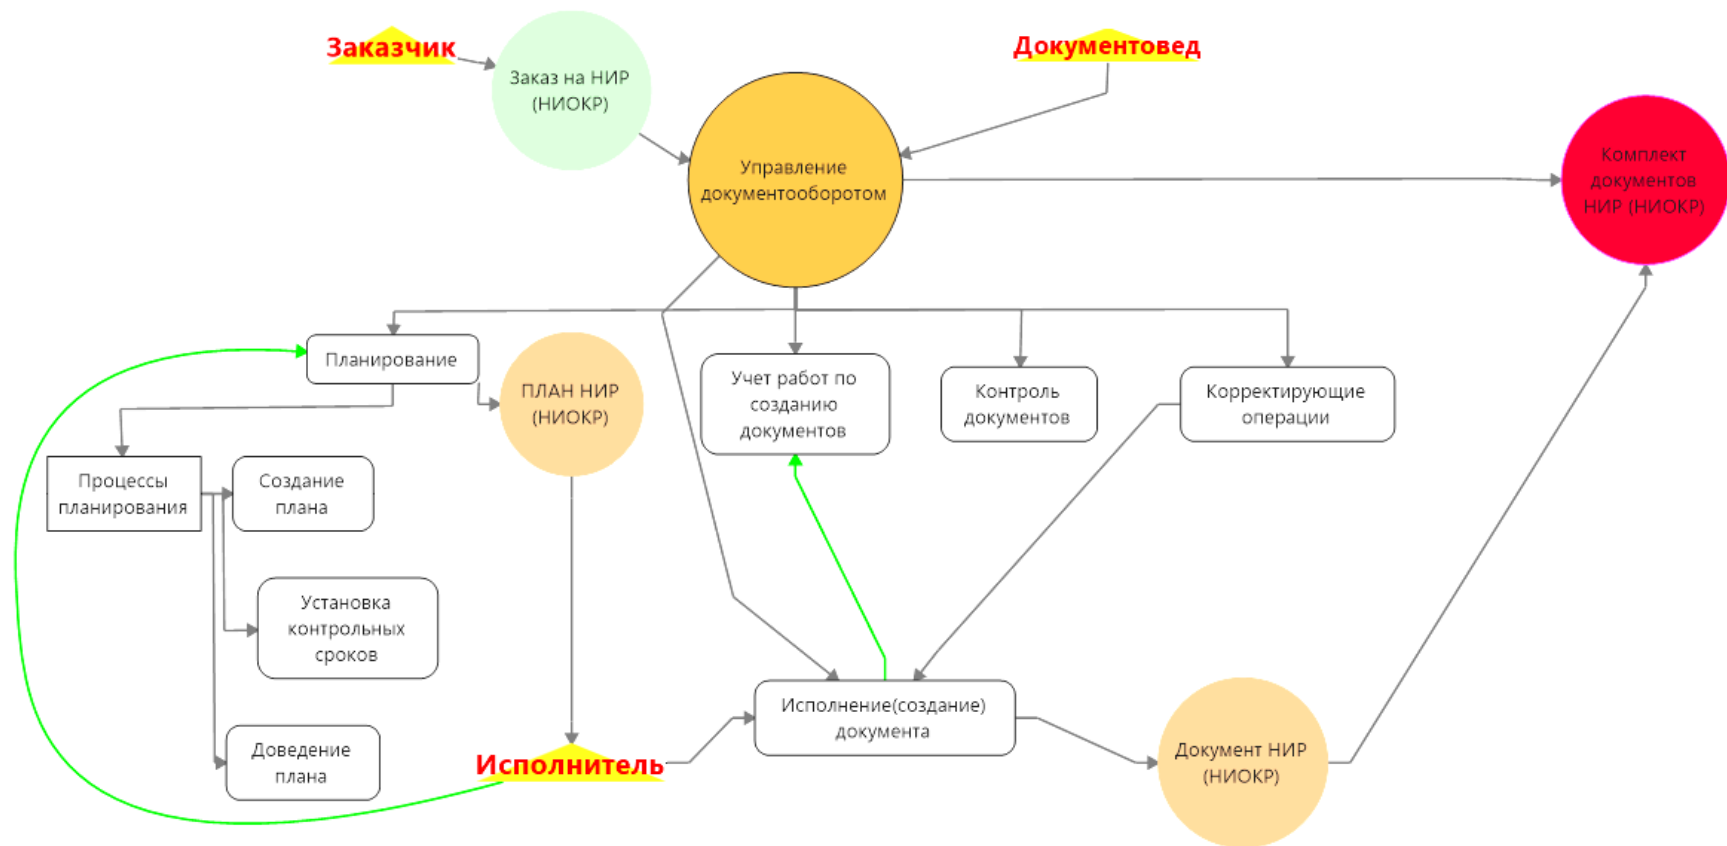 Заказчик
Документовед
Заказ на НИР
(НИОКР)
Управление
документооборотом
Комплект
документов
НИР (НИОКР)
Планирование
ПЛАН НИР
(НИОКР)
Учет работ по
созданию
документов
Контроль
документов
Корректирующие
операции
Процессы
планирования
Создание
плана
Установка
контрольных
сроков
Доведение
плана
Исполнитель
Исполнение(создание)
документа
Документ НИР
(НИОКР)